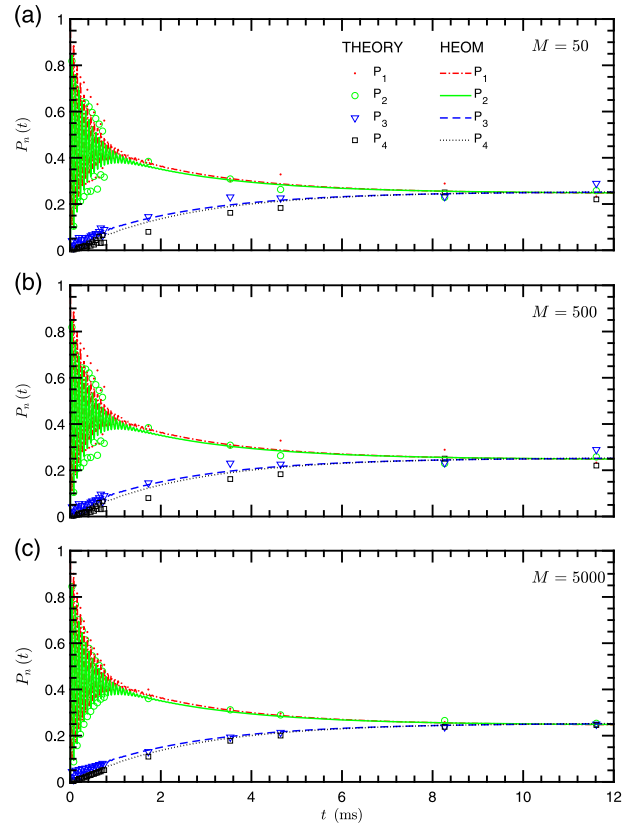 (a)
THEORY HEOM M = 50
P1 P1
P2 P2
P3 P3
P4 P4
1
0.8
0.6
0.4
0.2
0
Pn (t)
(b)
M = 500
1
0.8
0.6
0.4
0.2
0
Pn (t)
(c)
M = 5000
1
0.8
0.6
0.4
0.2
0
Pn (t)
0 2 4 6 8 10 12
t (ms)